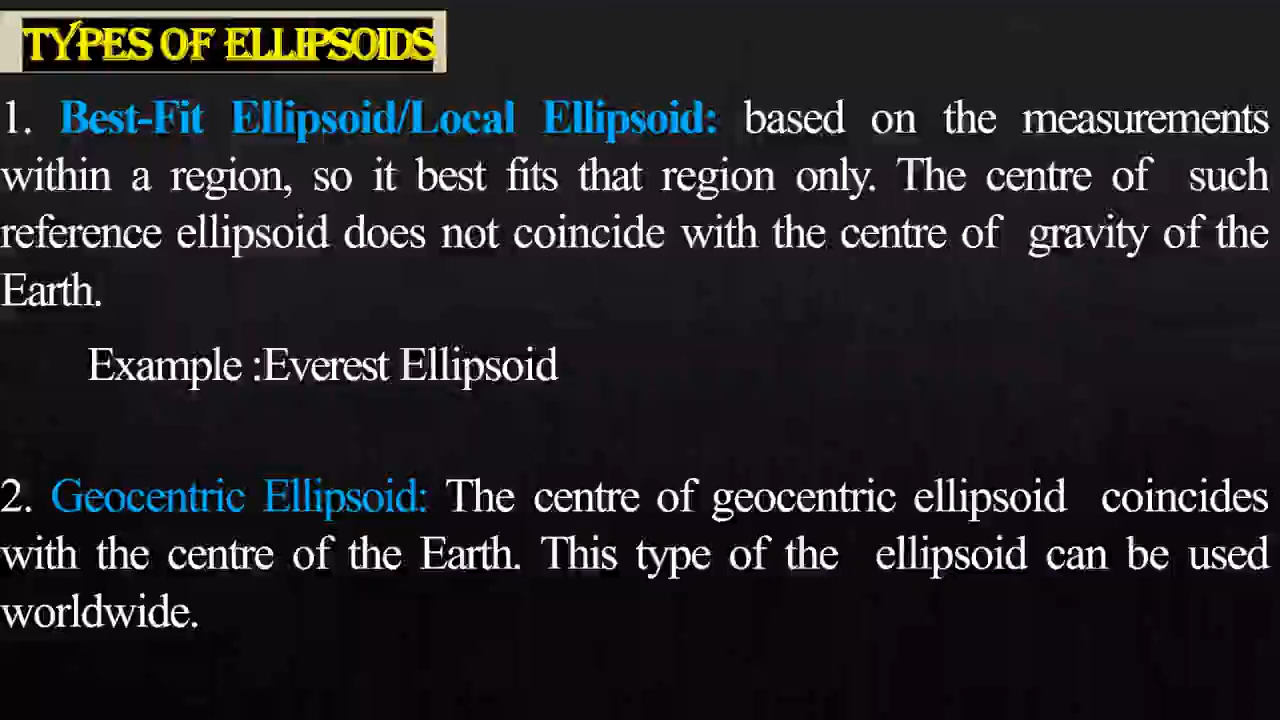 TYPES OF ELLIPSOIDS
1. Best-Fit Ellipsoid/Local Ellipsoid: based on the measurements
within a region, so it best fits that region only. The centre of such
reference ellipsoid does not coincide with the centre of gravity of the
Earth.
Example :Everest Ellipsoid
2. Geocentric Ellipsoid: The centre of geocentric ellipsoid coincides
with the centre of the Earth. This type of the ellipsoid can be used
worldwide.